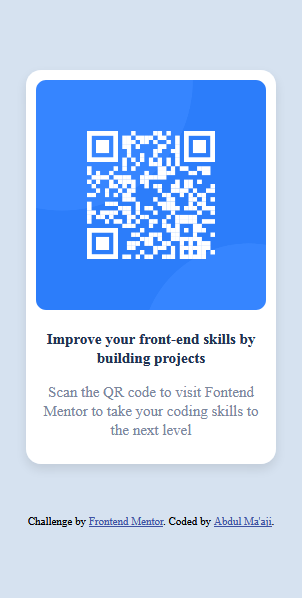 Improve your front-end skills by
building projects
Scan the QR code to visit Fontend
Mentor to take your coding skills to
the next level
Challenge by Frontend Mentor. Coded by Abdul Ma'aji.